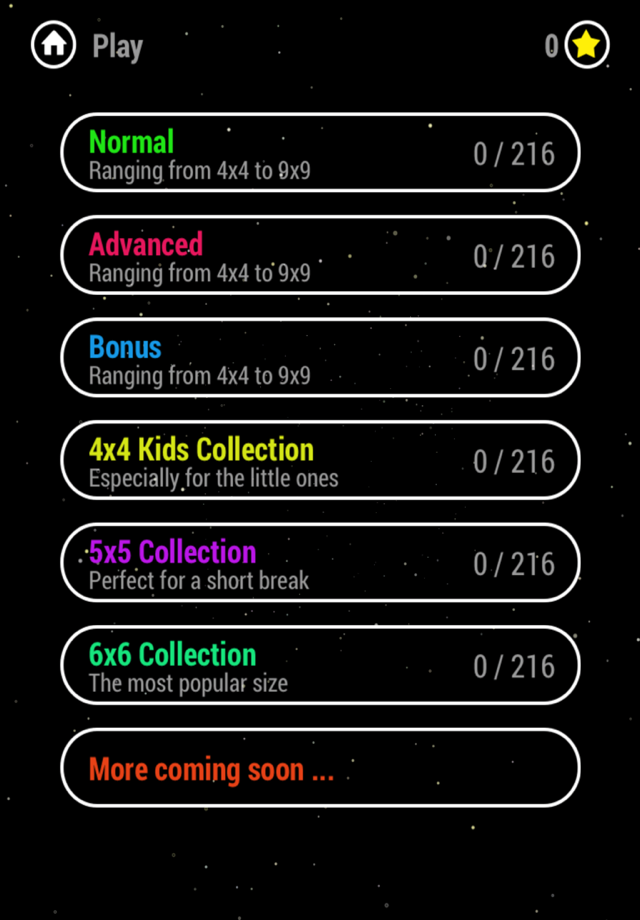 Play
0
Normal
Ranging from 4x4 to 9x9
0 / 216
Advanced
Ranging from 4x4 to 9x9
0 / 216
Bonus
Ranging from 4x4 to 9x9
0 / 216
4x4 Kids Collection
Especially for the little ones
0 / 216
5x5 Collection
Perfect for a short break
0 / 216
6x6 Collection
The most popular size
0 / 216
More coming soon ...